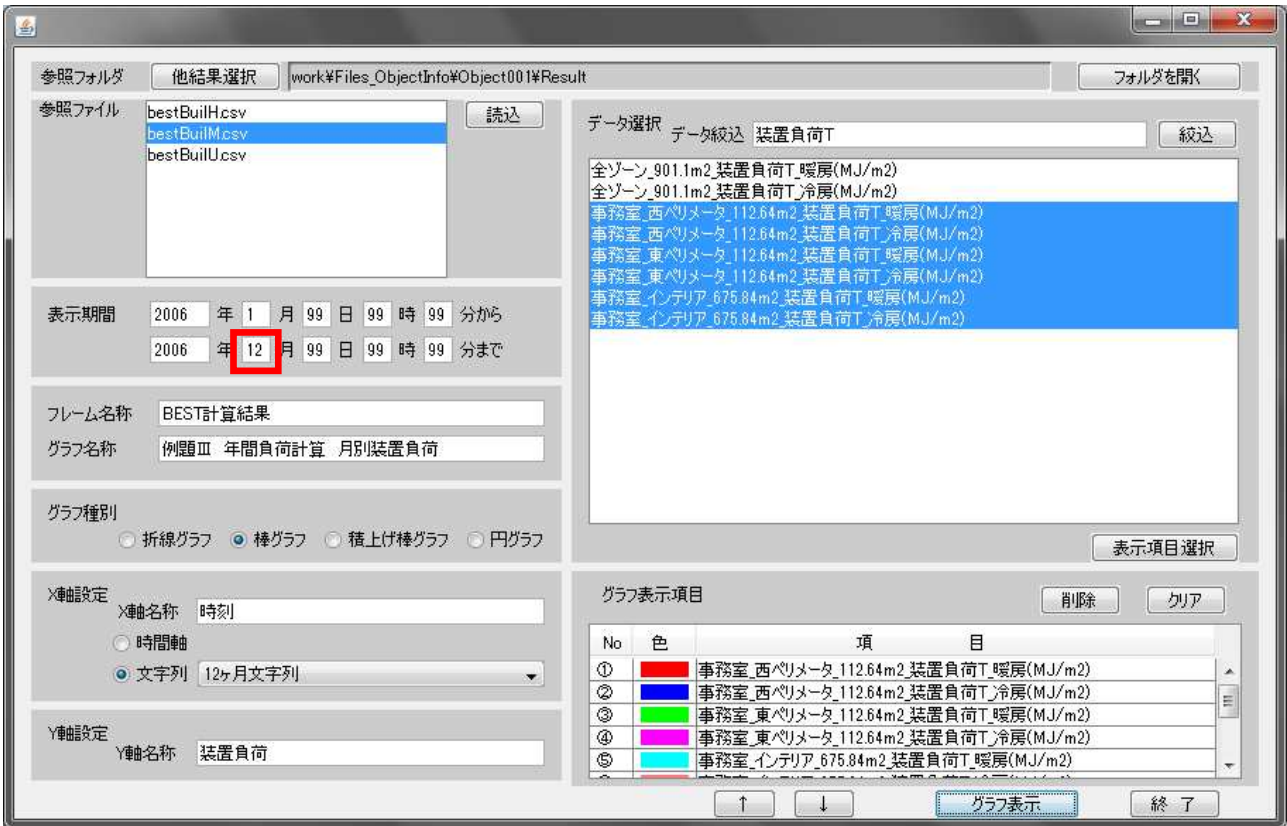 参照フォルダ 他結果選択 work¥Files_ObjectInfo¥Object001¥Result フォルダを開く
参照ファイル
bestBuilH.csv
bestBuilM.csv
bestBuilU.csv
読込
表示期間
2006 年 1 月 99 日 99 時 99 分から
2006 年 12 月 99 日 99 時 99 分まで
フレーム名称 BEST計算結果
グラフ名称 例題Ⅲ 年間負荷計算 月別装置負荷
グラフ種別
折線グラフ 棒グラフ 積上げ棒グラフ 円グラフ
X軸設定
X軸名称 時刻
時間軸
文字列 12ヶ月文字列
Y軸設定
Y軸名称 装置負荷
データ選択 データ絞込 装置負荷T 絞込
全ゾーン_901.1m2_装置負荷T_暖房(MJ/m2)
全ゾーン_901.1m2_装置負荷T_冷房(MJ/m2)
事務室_西ペリメータ_112.64m2_装置負荷T_暖房(MJ/m2)
事務室_西ペリメータ_112.64m2_装置負荷T_冷房(MJ/m2)
事務室_東ペリメータ_112.64m2_装置負荷T_暖房(MJ/m2)
事務室_東ペリメータ_112.64m2_装置負荷T_冷房(MJ/m2)
事務室_インテリア_675.84m2_装置負荷T_暖房(MJ/m2)
事務室_インテリア_675.84m2_装置負荷T_冷房(MJ/m2)
表示項目選択
グラフ表示項目 削除 クリア
No 色 項 目
① 事務室_西ペリメータ_112.64m2_装置負荷T_暖房(MJ/m2)
② 事務室_西ペリメータ_112.64m2_装置負荷T_冷房(MJ/m2)
③ 事務室_東ペリメータ_112.64m2_装置負荷T_暖房(MJ/m2)
④ 事務室_東ペリメータ_112.64m2_装置負荷T_冷房(MJ/m2)
⑤ 事務室_インテリア_675.84m2_装置負荷T_暖房(MJ/m2)
↑ ↓ グラフ表示 終 了